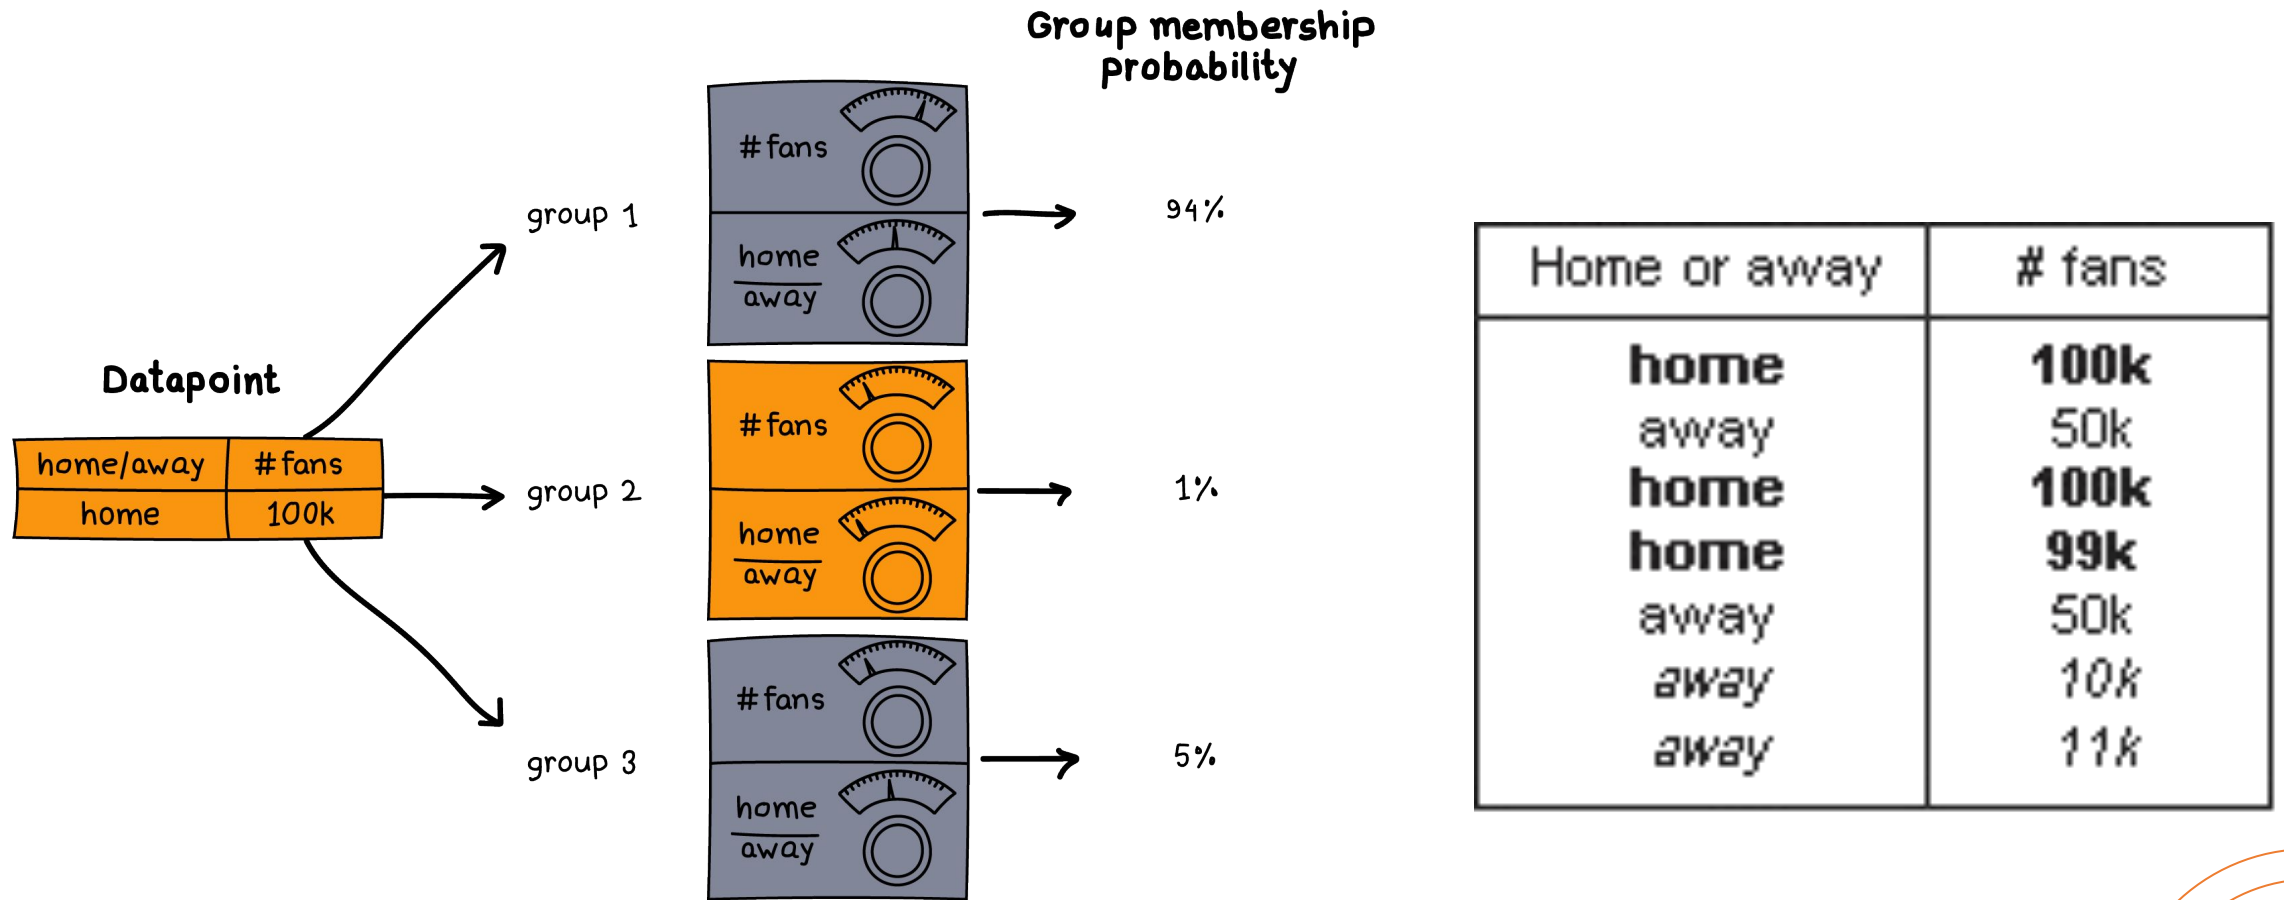 Group membership
probability
#fans
home
away
group 1
94%
Datapoint
home/away #fans
home 100k
#fans
home
away
group 2
1%
#fans
home
away
group 3
5%
Home or away # fans
home 100k
away 50k
home 100k
home 99k
away 50k
away 10k
away 11k